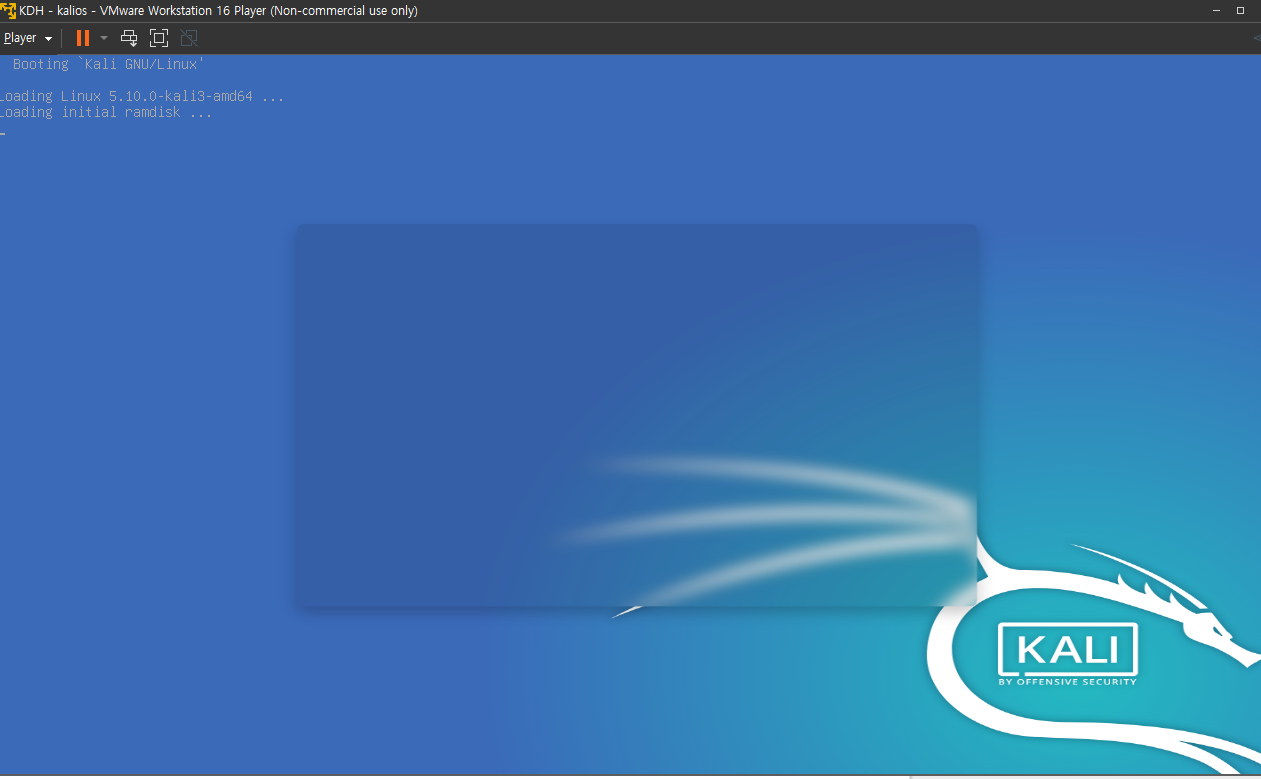 KDH - kalios - VMware Workstation 16 Player (Non-commercial use only)
Player
Booting `Kali GNU/Linux'
Loading Linux 5.10.0-kali3-amd64 ...
Loading initial ramdisk ...
KALI
BY OFFENSIVE SECURITY